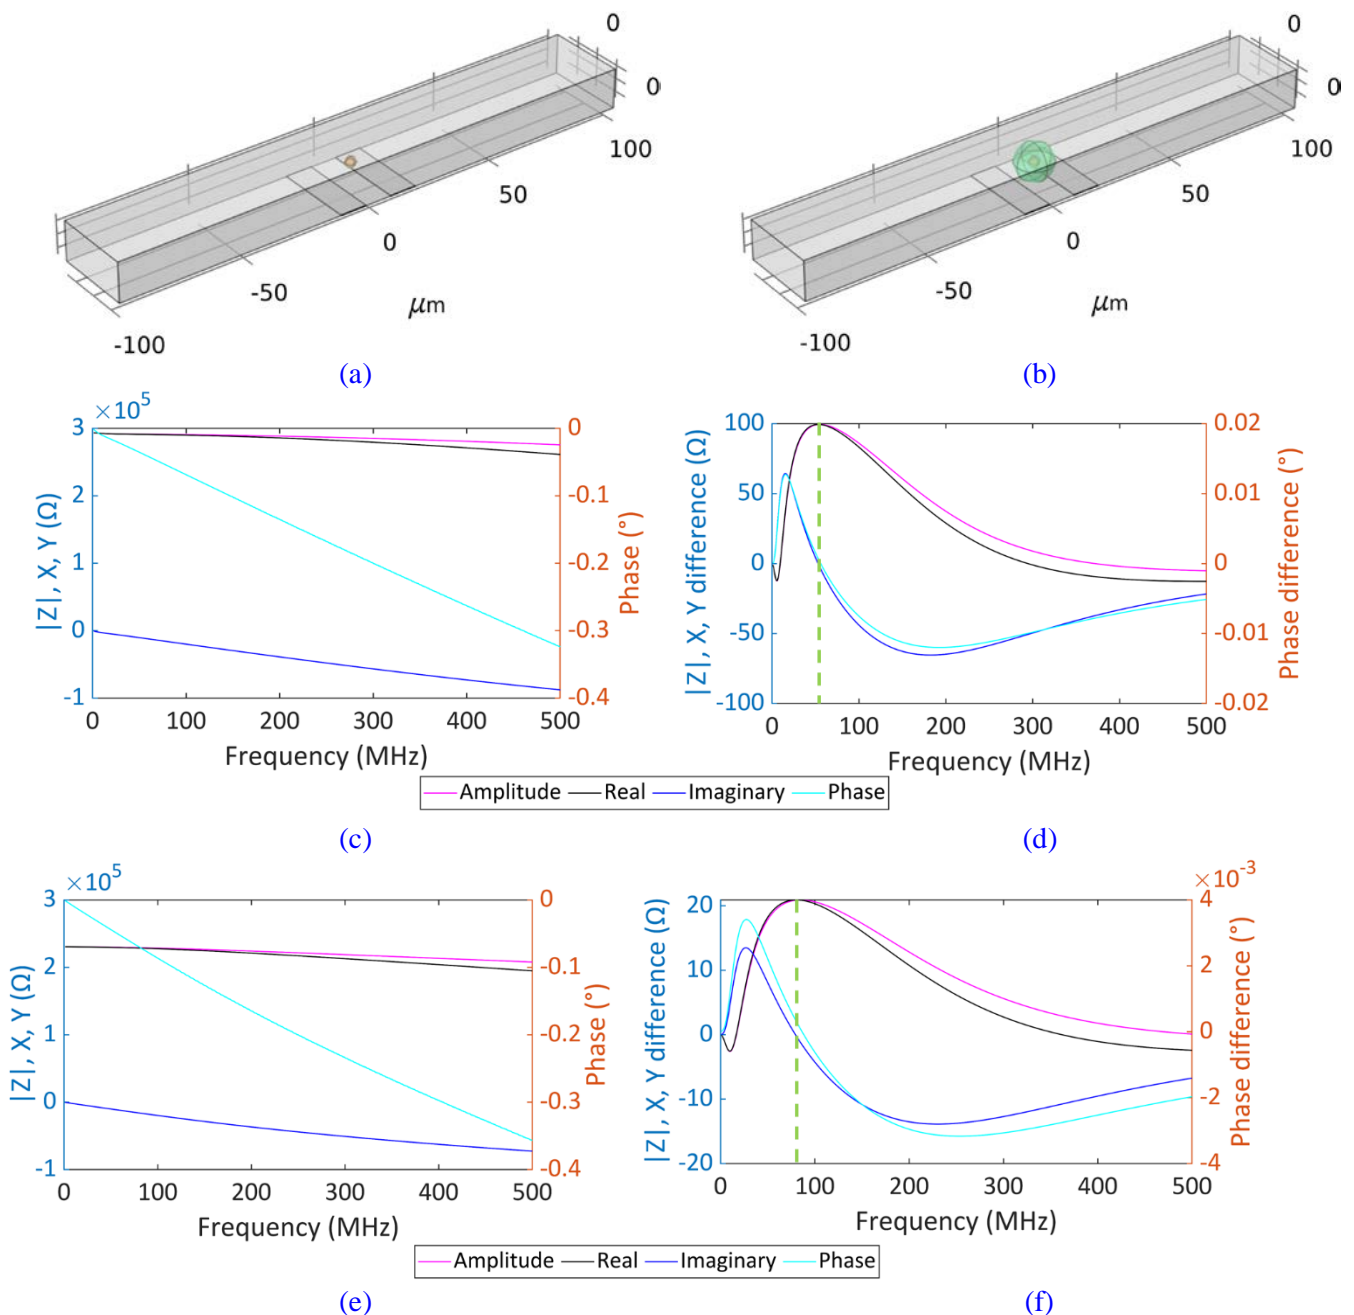 0
0
100
50
0
-50
μm
-100
(a)
0
0
100
50
0
-50
μm
-100
(b)
×10⁵
3
2
1
0
-1
|Z|, X, Y (Ω)
0
-0.1
-0.2
-0.3
-0.4
Phase (°)
0 100 200 300 400 500
Frequency (MHz)
(c)
100
50
0
-50
-100
|Z|, X, Y difference (Ω)
0.02
0.01
0
-0.01
-0.02
Phase difference (°)
0 100 200 300 400 500
Frequency (MHz)
Amplitude Real Imaginary Phase
(d)
×10⁵
3
2
1
0
-1
|Z|, X, Y (Ω)
0
-0.1
-0.2
-0.3
-0.4
Phase (°)
0 100 200 300 400 500
Frequency (MHz)
(e)
20
10
0
-10
-20
|Z|, X, Y difference (Ω)
×10⁻³
4
2
0
-2
-4
Phase difference (°)
0 100 200 300 400 500
Frequency (MHz)
Amplitude Real Imaginary Phase
(f)